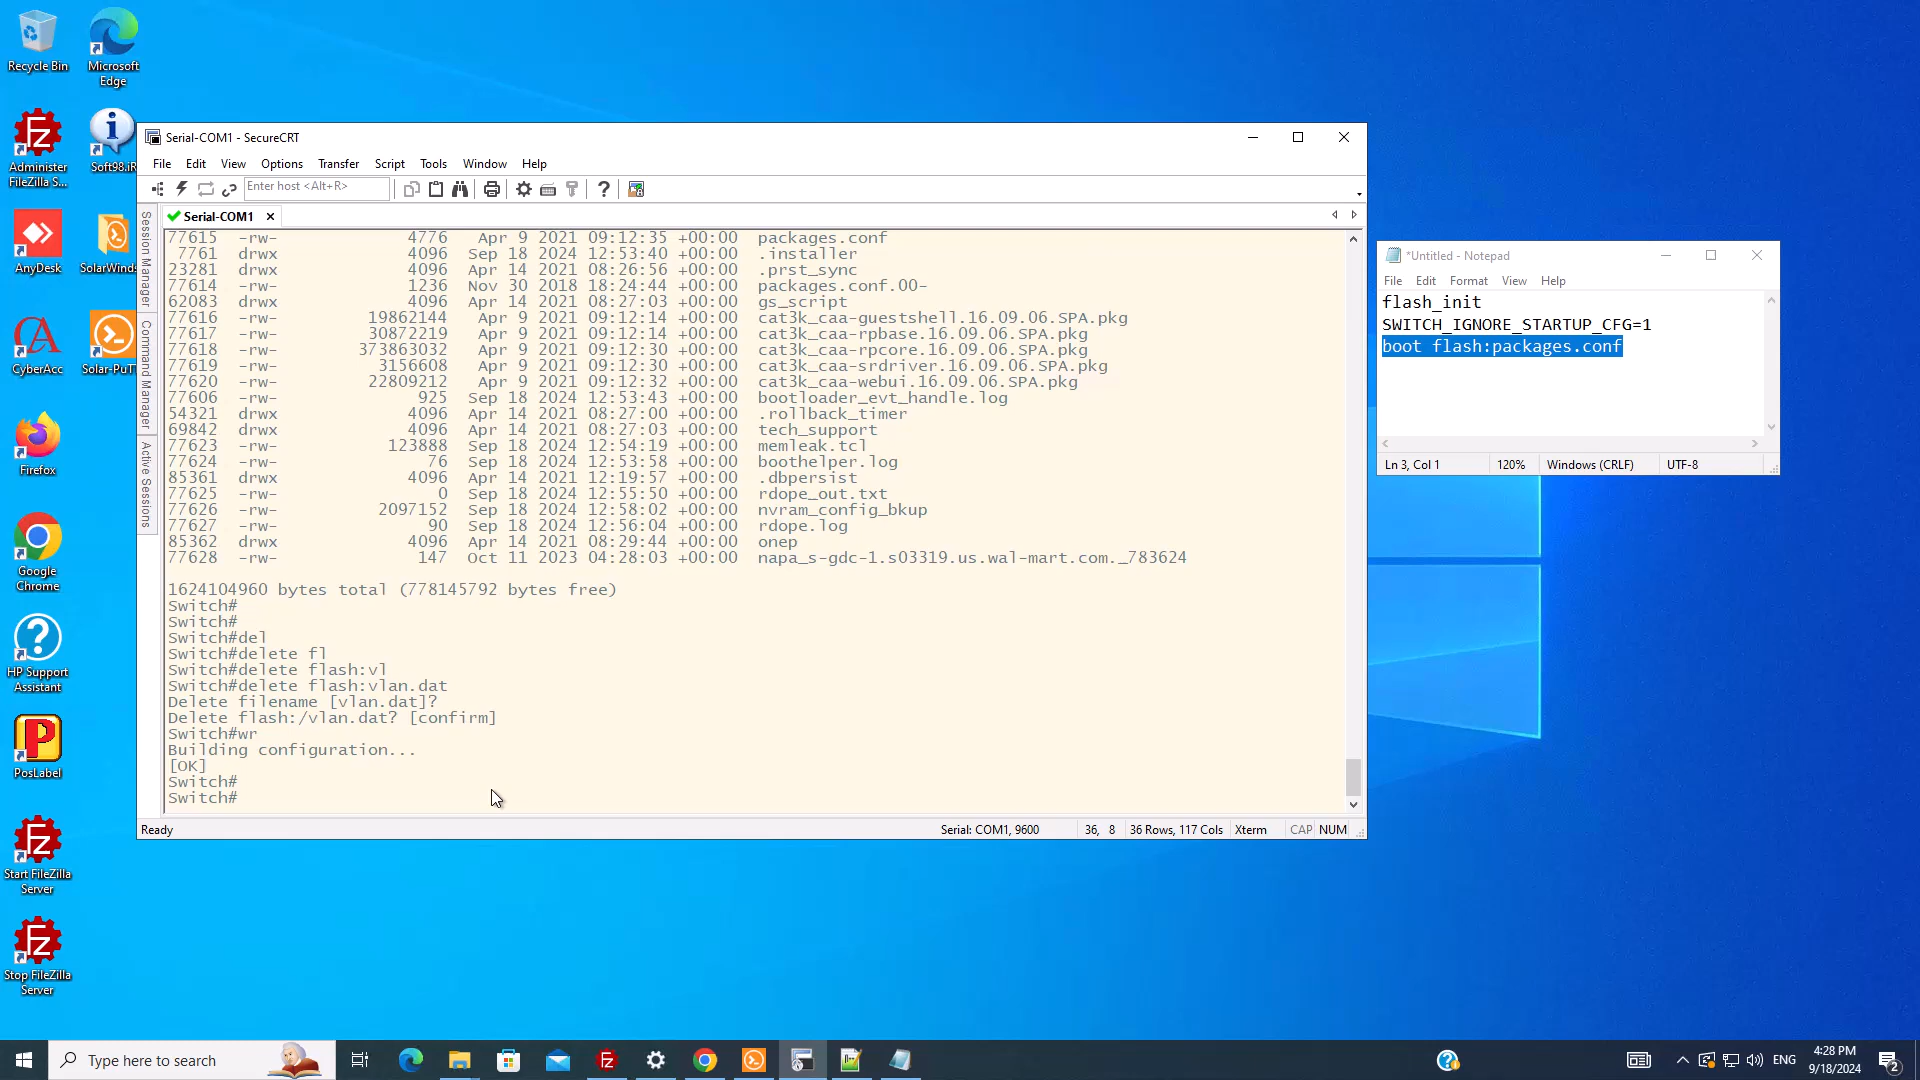 Recycle Bin
Microsoft Edge
Administer FileZilla S...
Soft98.iR
AnyDesk
SolarWind
CyberAcc
Solar-PuT
Firefox
Google Chrome
HP Support Assistant
PosLabel
Start FileZilla Server
Stop FileZilla Server
Serial-COM1 - SecureCRT
File Edit View Options Transfer Script Tools Window Help
Enter host <Alt+R>
Serial-COM1
Session Manager
Command Manager
Active Sessions
77615 -rw- 4776 Apr 9 2021 09:12:35 +00:00 packages.conf
7761 drwx 4096 Sep 18 2024 12:53:40 +00:00 .installer
23281 drwx 4096 Apr 14 2021 08:26:56 +00:00 .prst_sync
77614 -rw- 1236 Nov 30 2018 18:24:44 +00:00 packages.conf.00-
62083 drwx 4096 Apr 14 2021 08:27:03 +00:00 gs_script
77616 -rw- 19862144 Apr 9 2021 09:12:14 +00:00 cat3k_caa-guestshell.16.09.06.SPA.pkg
77617 -rw- 30872219 Apr 9 2021 09:12:14 +00:00 cat3k_caa-rpbase.16.09.06.SPA.pkg
77618 -rw- 373863032 Apr 9 2021 09:12:30 +00:00 cat3k_caa-rpcore.16.09.06.SPA.pkg
77619 -rw- 3156608 Apr 9 2021 09:12:30 +00:00 cat3k_caa-srdriver.16.09.06.SPA.pkg
77620 -rw- 22809212 Apr 9 2021 09:12:32 +00:00 cat3k_caa-webui.16.09.06.SPA.pkg
77606 -rw- 925 Sep 18 2024 12:53:43 +00:00 bootloader_evt_handle.log
54321 drwx 4096 Apr 14 2021 08:27:00 +00:00 .rollback_timer
69842 drwx 4096 Apr 14 2021 08:27:03 +00:00 tech_support
77623 -rw- 123888 Sep 18 2024 12:54:19 +00:00 memleak.tcl
77624 -rw- 76 Sep 18 2024 12:53:58 +00:00 boothelper.log
85361 drwx 4096 Apr 14 2021 12:19:57 +00:00 .dbpersist
77625 -rw- 0 Sep 18 2024 12:55:50 +00:00 rdope_out.txt
77626 -rw- 2097152 Sep 18 2024 12:58:02 +00:00 nvram_config_bkup
77627 -rw- 90 Sep 18 2024 12:56:04 +00:00 rdope.log
85362 drwx 4096 Apr 14 2021 08:29:44 +00:00 onep
77628 -rw- 147 Oct 11 2023 04:28:03 +00:00 napa_s-gdc-1.s03319.us.wal-mart.com._783624
1624104960 bytes total (778145792 bytes free)
Switch#
Switch#
Switch#del
Switch#delete fl
Switch#delete flash:vl
Switch#delete flash:vlan.dat
Delete filename [vlan.dat]?
Delete flash:/vlan.dat? [confirm]
Switch#wr
Building configuration...
[OK]
Switch#
Switch#
Ready Serial: COM1, 9600 36, 8 36 Rows, 117 Cols Xterm CAP NUM
*Untitled - Notepad
File Edit Format View Help
flash_init
SWITCH_IGNORE_STARTUP_CFG=1
boot flash:packages.conf
Ln 3, Col 1 120% Windows (CRLF) UTF-8
Type here to search
ENG
4:28 PM
9/18/2024
2